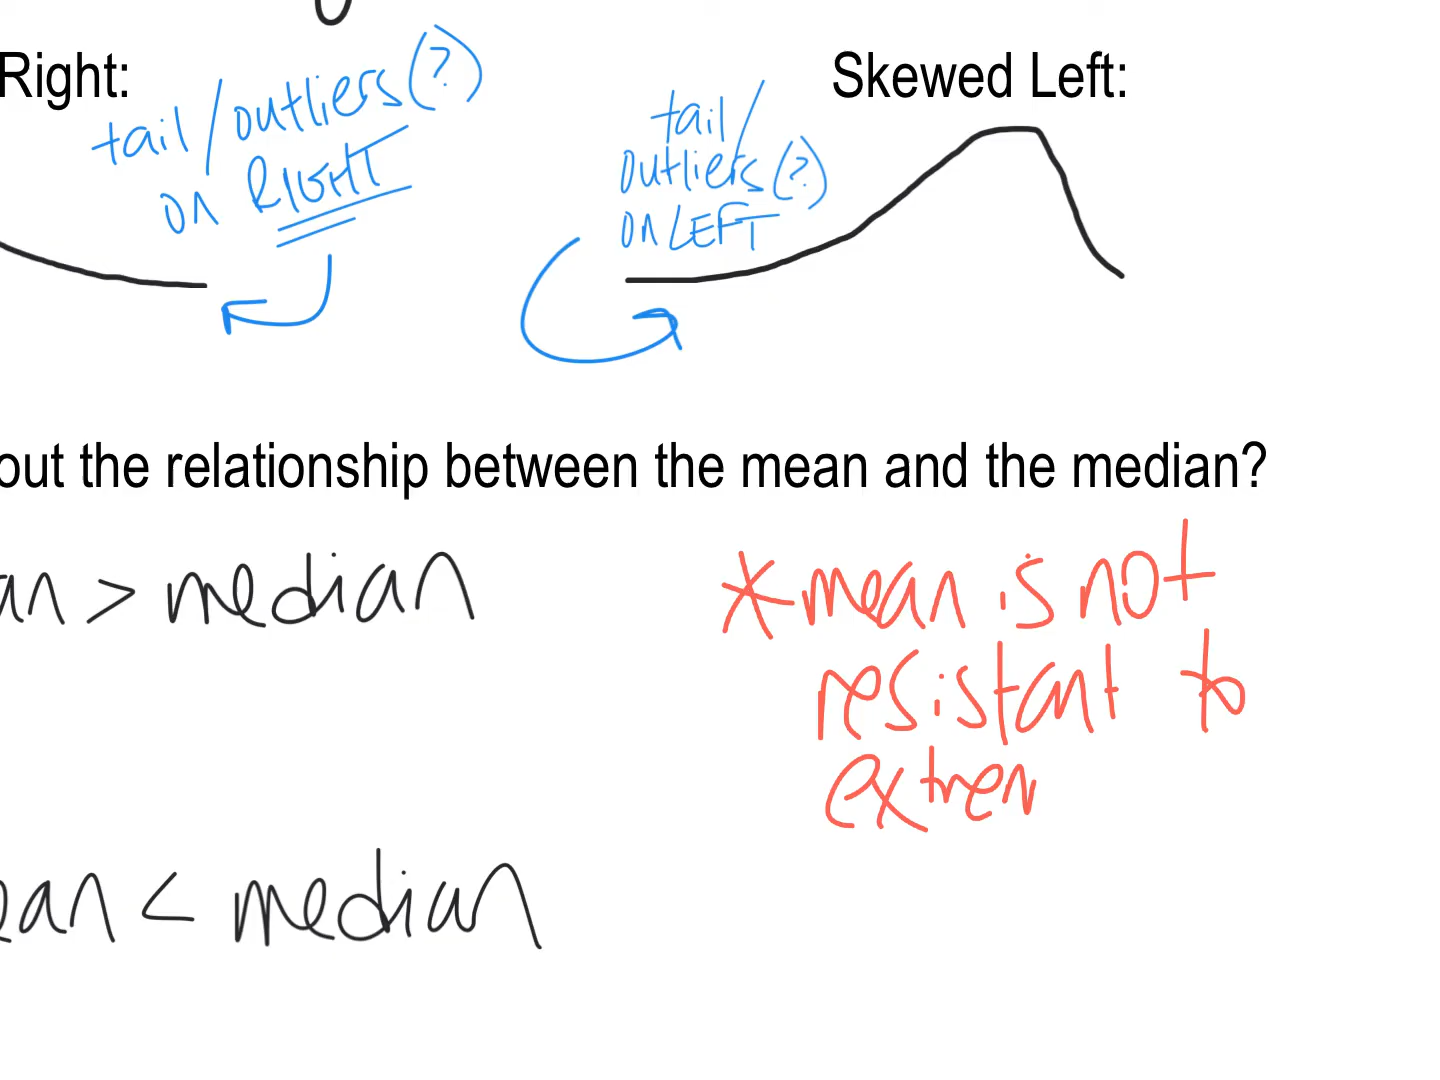 Right:
tail/outliers(?)
on RIGHT
tail/
outliers(?)
on LEFT
Skewed Left:
out the relationship between the mean and the median?
an > median
*mean is not
resistant to
extrem
ean < median